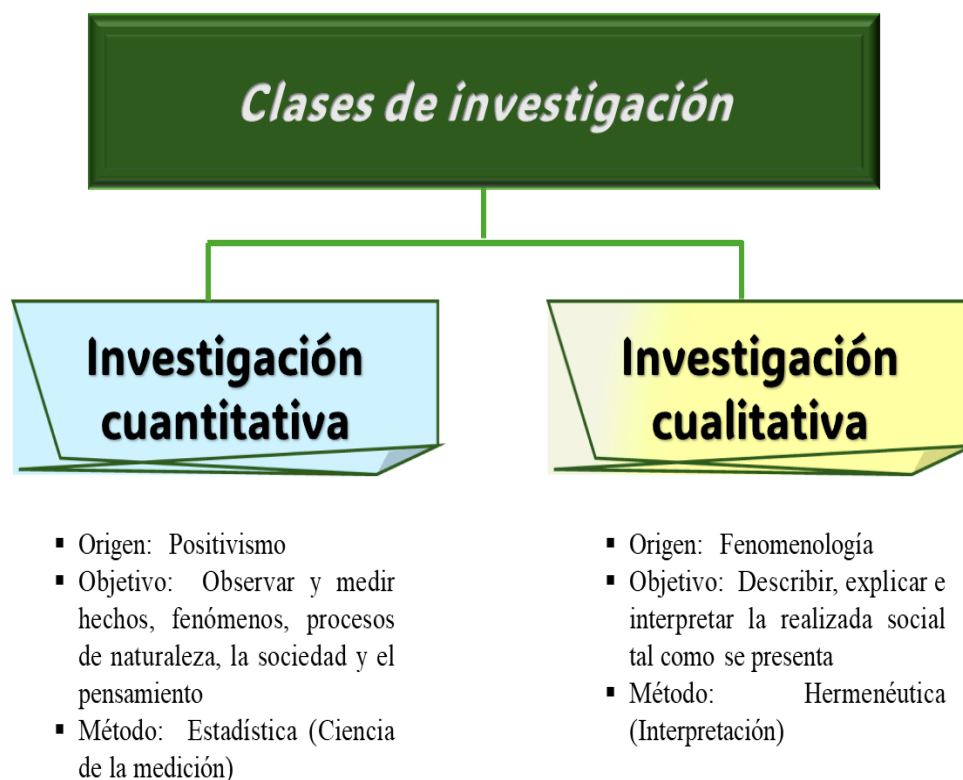 Clases de investigación
Investigación
cuantitativa
▪ Origen: Positivismo
▪ Objetivo: Observar y medir
hechos, fenómenos, procesos
de naturaleza, la sociedad y el
pensamiento
▪ Método: Estadística (Ciencia
de la medición)
Investigación
cualitativa
▪ Origen: Fenomenología
▪ Objetivo: Describir, explicar e
interpretar la realizada social
tal como se presenta
▪ Método: Hermenéutica
(Interpretación)